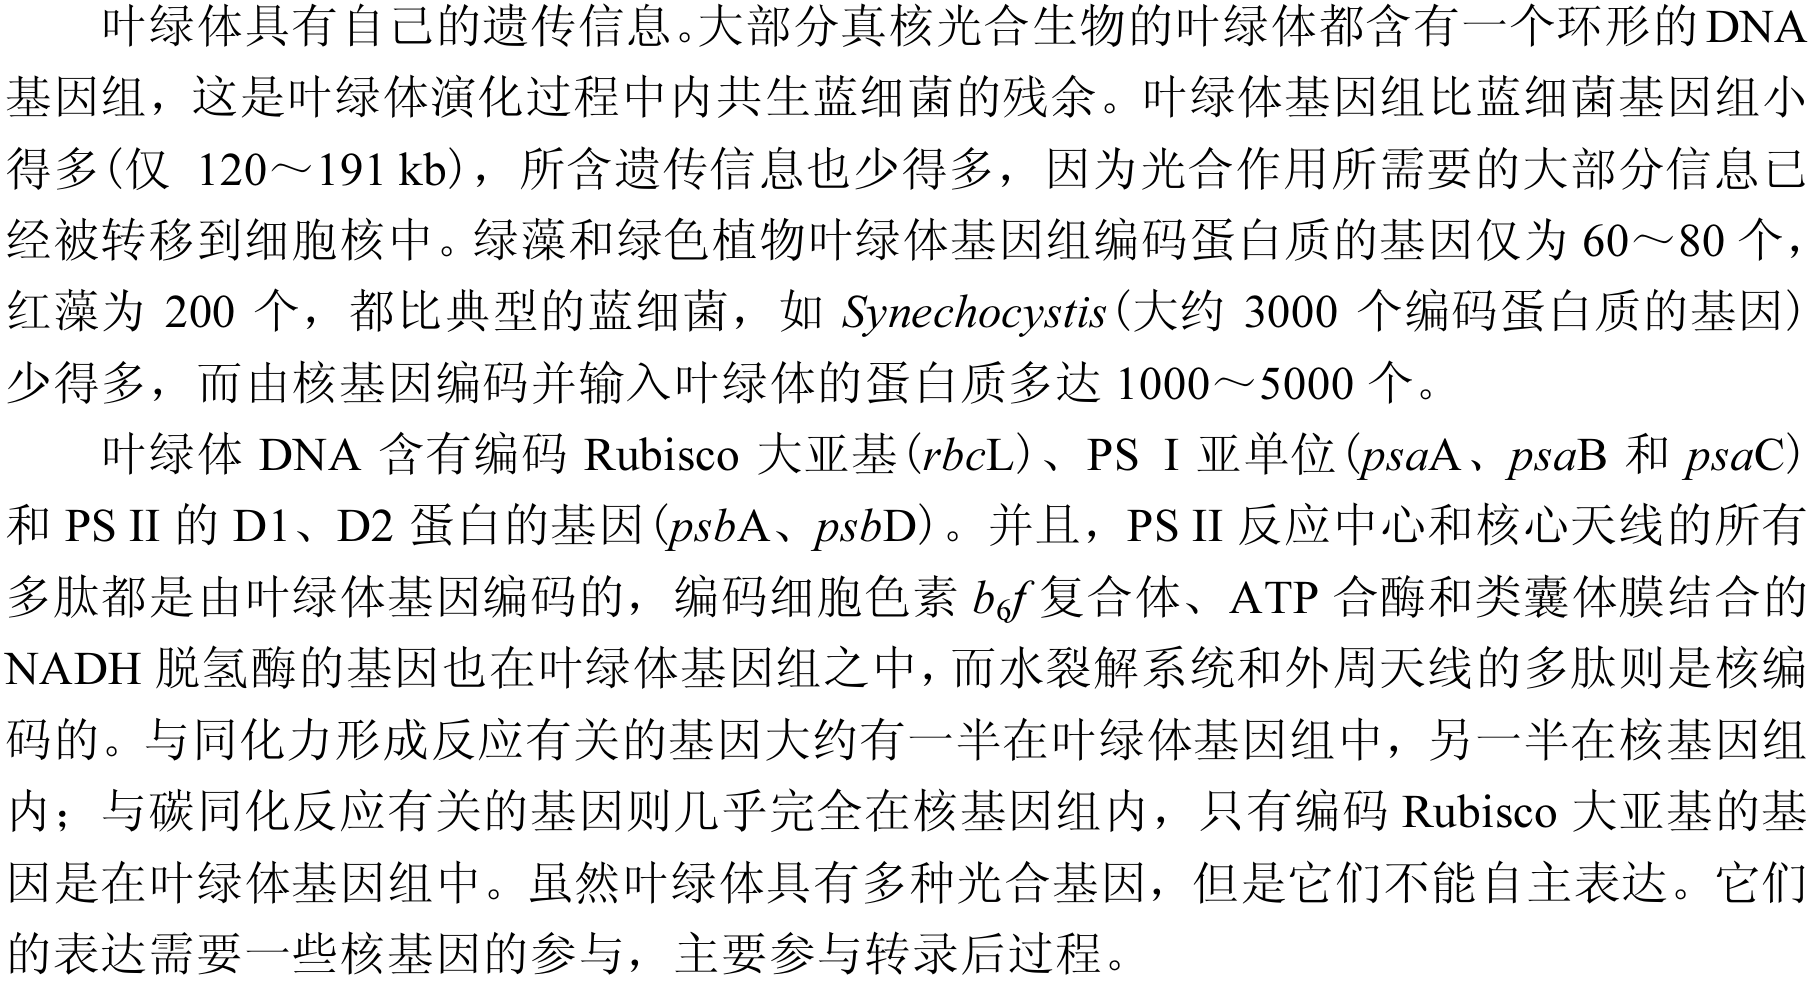 叶绿体具有自己的遗传信息。大部分真核光合生物的叶绿体都含有一个环形的DNA
基因组，这是叶绿体演化过程中内共生蓝细菌的残余。叶绿体基因组比蓝细菌基因组小
得多(仅 120～191 kb)，所含遗传信息也少得多，因为光合作用所需要的大部分信息已
经被转移到细胞核中。绿藻和绿色植物叶绿体基因组编码蛋白质的基因仅为 60～80 个，
红藻为 200 个，都比典型的蓝细菌，如 Synechocystis(大约 3000 个编码蛋白质的基因)
少得多，而由核基因编码并输入叶绿体的蛋白质多达 1000～5000 个。
叶绿体 DNA 含有编码 Rubisco 大亚基(rbcL)、PS I 亚单位(psaA、psaB 和 psaC)
和 PS II 的 D1、D2 蛋白的基因(psbA、psbD)。并且，PS II 反应中心和核心天线的所有
多肽都是由叶绿体基因编码的，编码细胞色素 b₆f 复合体、ATP 合酶和类囊体膜结合的
NADH 脱氢酶的基因也在叶绿体基因组之中，而水裂解系统和外周天线的多肽则是核编
码的。与同化力形成反应有关的基因大约有一半在叶绿体基因组中，另一半在核基因组
内；与碳同化反应有关的基因则几乎完全在核基因组内，只有编码 Rubisco 大亚基的基
因是在叶绿体基因组中。虽然叶绿体具有多种光合基因，但是它们不能自主表达。它们
的表达需要一些核基因的参与，主要参与转录后过程。